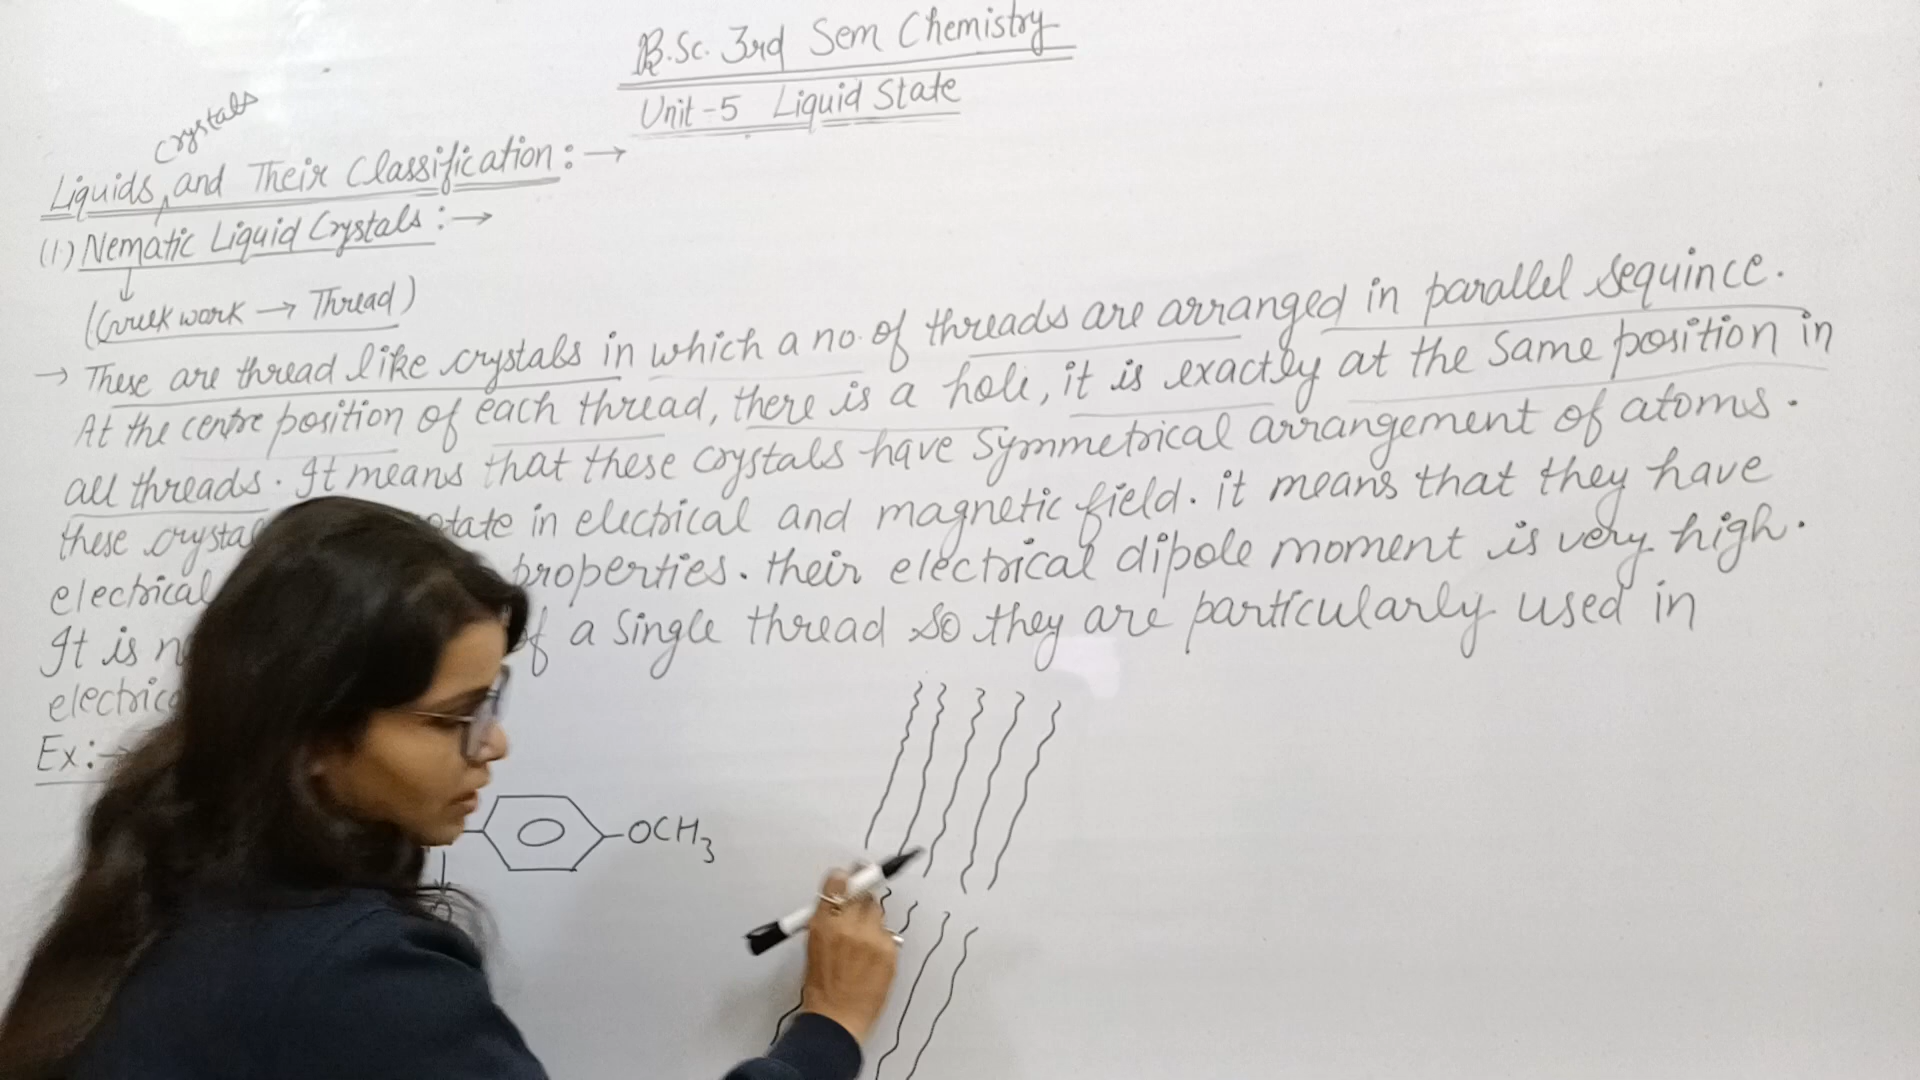 B.Sc. 3rd Sem Chemistry
Unit-5 Liquid State
Crystals
Liquids, and Their Classification:→
(1.) Nematic Liquid Crystals:→
(Greek work → Thread)
→ These are thread like crystals in which a no. of threads are arranged in parallel sequince.
At the centre position of each thread, there is a hole, it is exactly at the same position in
all threads. It means that these crystals have symmetrical arrangement of atoms.
these in electrical and magnetic field. it means that they have
electrical properties. their electrical dipole moment is very high.
It is of a single thread so they are particularly used in
Ex:→
OCH3